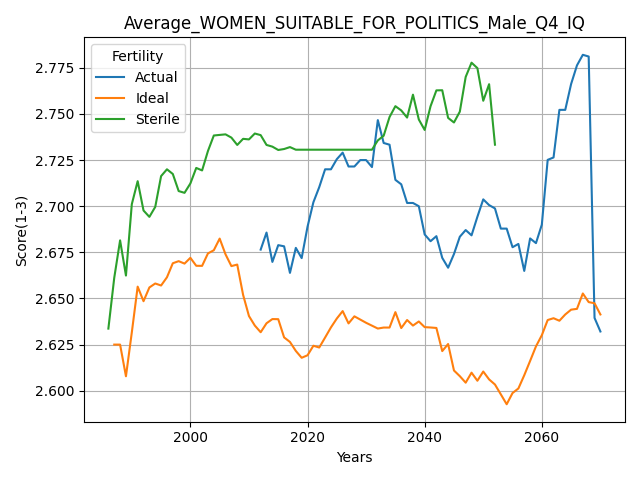 Average_WOMEN_SUITABLE_FOR_POLITICS_Male_Q4_IQ
Fertility
Actual
Ideal
Sterile
Score(1-3)
2.775
2.750
2.725
2.700
2.675
2.650
2.625
2.600
2000
2020
2040
2060
Years